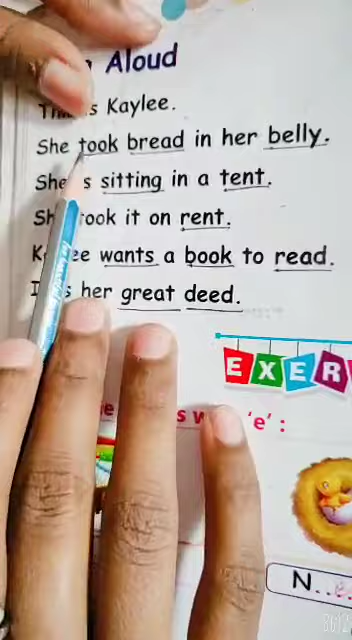 Aloud
Kaylee.
She took bread in her belly.
She sitting in a tent.
took it on rent.
wants a book to read.
her great deed.
EXER
'e' :
N..e